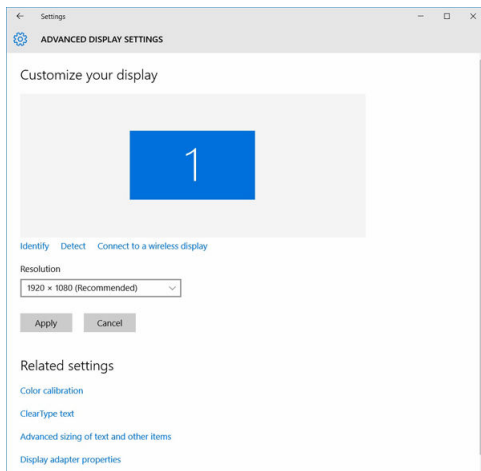 Settings
ADVANCED DISPLAY SETTINGS
Customize your display
1
Identify Detect Connect to a wireless display
Resolution
1920 × 1080 (Recommended)
Apply Cancel
Related settings
Color calibration
ClearType text
Advanced sizing of text and other items
Display adapter properties